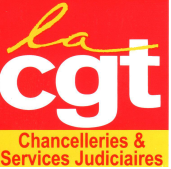 la
cgt
Chancelleries &
Services Judiciaires